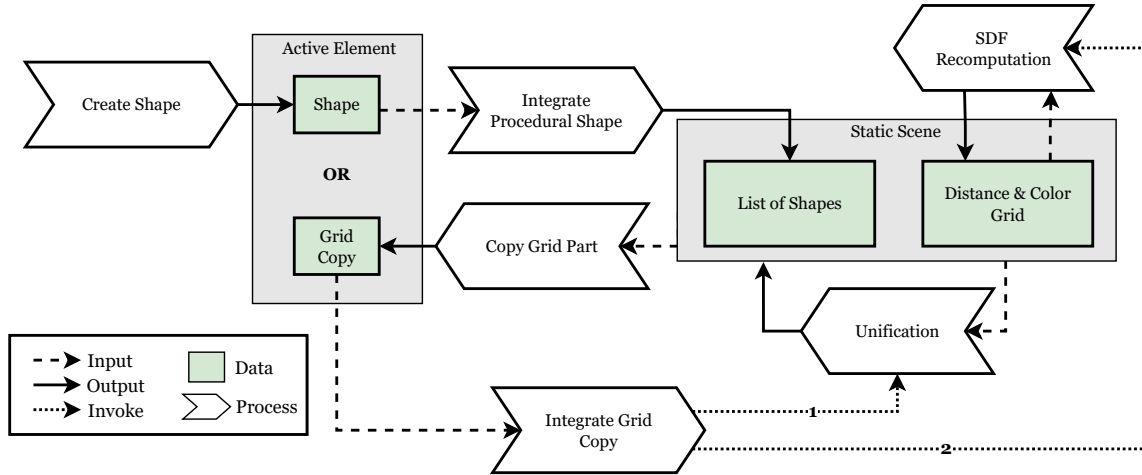 SDF
Recomputation
Active Element
Create Shape
Shape
Integrate
Procedural Shape
Static Scene
OR
List of Shapes
Distance & Color
Grid
Grid
Copy
Copy Grid Part
Unification
Input
Output
Invoke
Data
Process
Integrate Grid
Copy
1
2